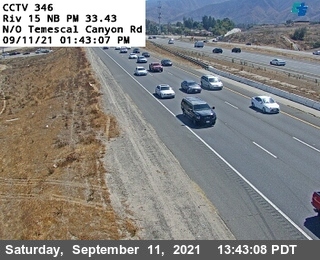 CCTV 346
Riv 15 NB PM 33.43
N/O Temescal Canyon Rd
09/11/21 01:43:07 PM
Saturday, September 11, 2021 13:43:08 PDT